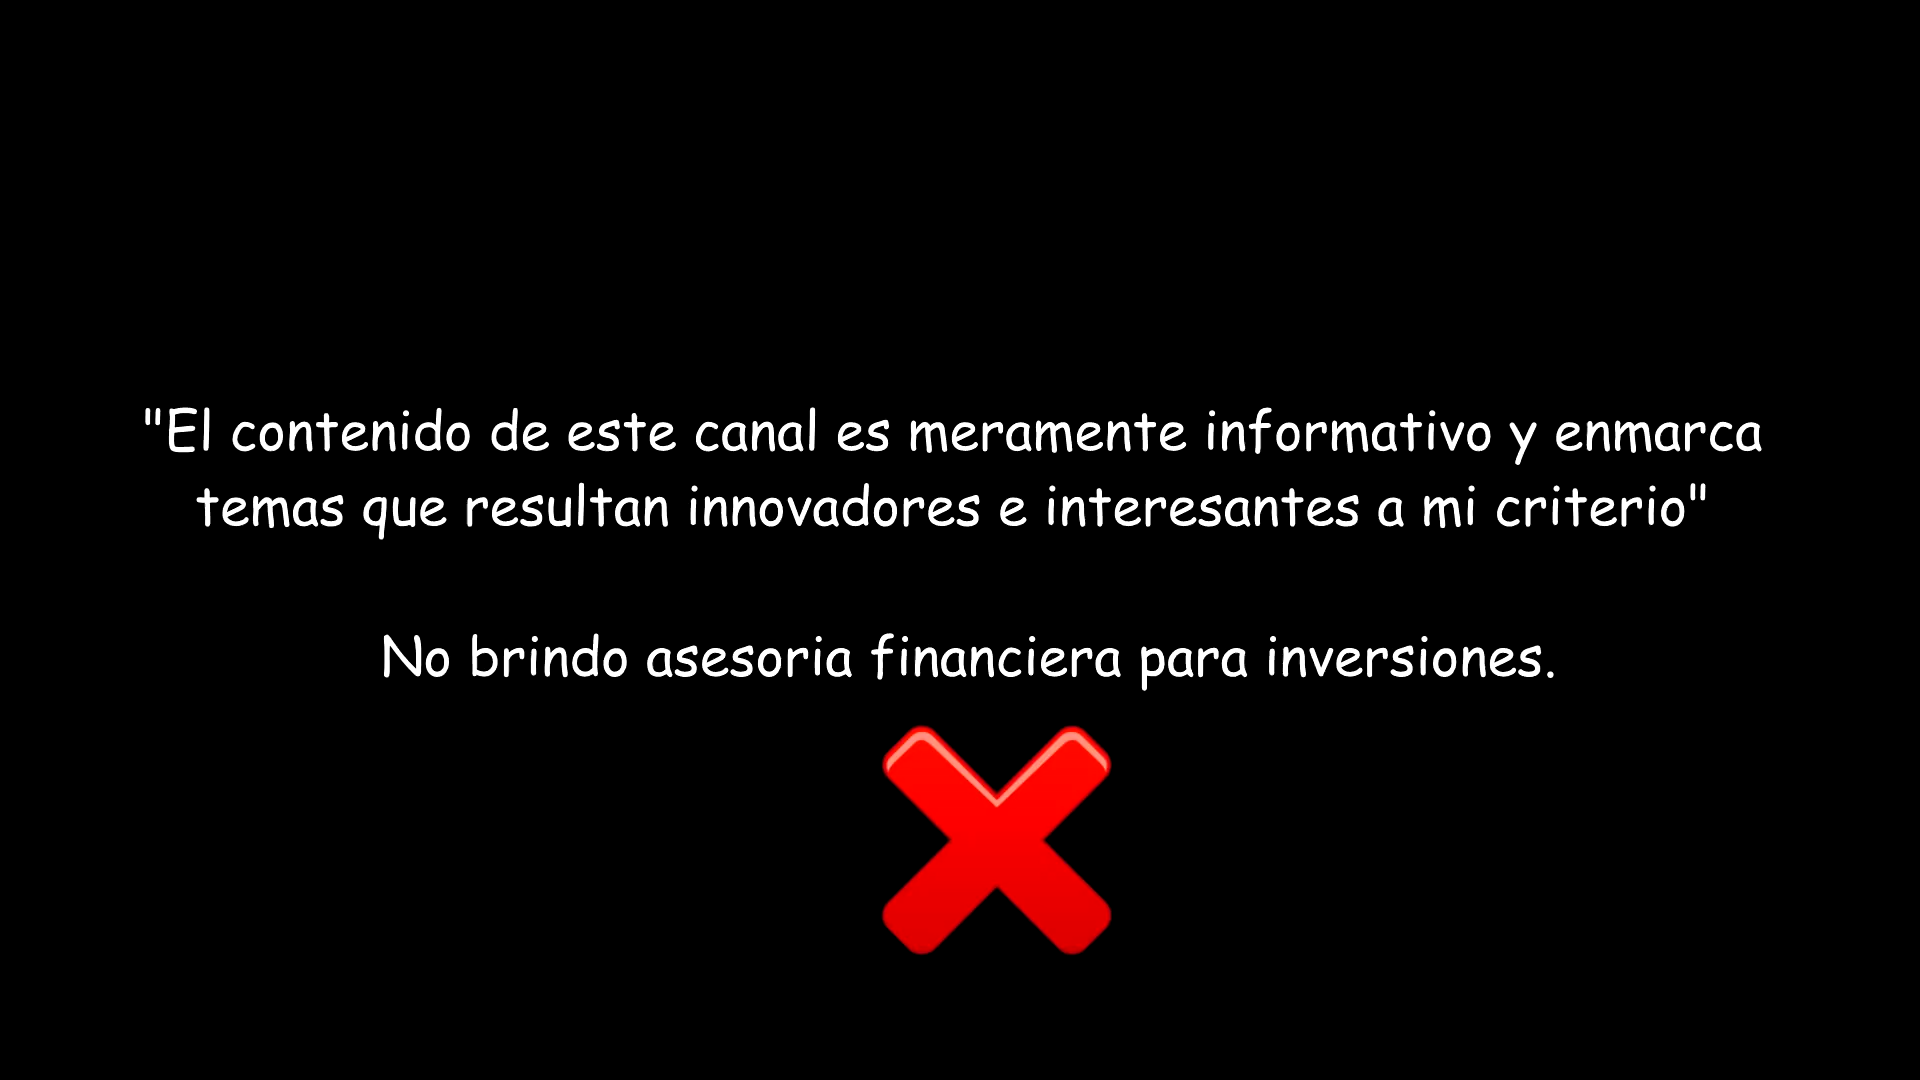 "El contenido de este canal es meramente informativo y enmarca
temas que resultan innovadores e interesantes a mi criterio"
No brindo asesoria financiera para inversiones.